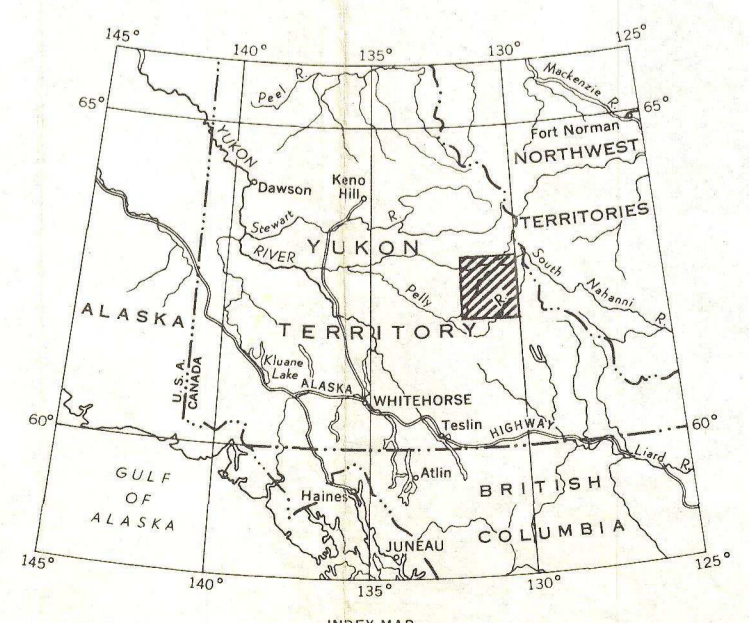 145°
140°
135°
130°
125°
Peel R.
Mackenzie R.
65°
65°
Fort Norman
YUKON
NORTHWEST
Dawson
Keno
Hill
Stewart R.
TERRITORIES
RIVER
YUKON
South
Nahanni R.
Pelly R.
ALASKA
TERRITORY
Kluane
Lake
U.S.A.
CANADA
ALASKA
WHITEHORSE
Teslin
HIGHWAY
60°
60°
Liard R.
Atlin
GULF
OF
ALASKA
Haines
BRITISH
COLUMBIA
JUNEAU
145°
140°
135°
130°
125°
INDEX MAP